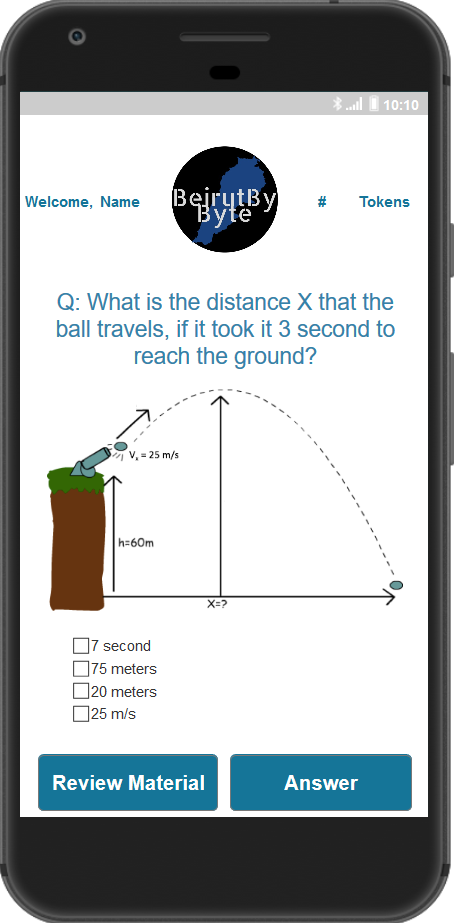 10:10
Welcome, Name
BeirutBy
Byte
# Tokens
Q: What is the distance X that the
ball travels, if it took it 3 second to
reach the ground?
Vₓ = 25 m/s
h=60m
X=?
7 second
75 meters
20 meters
25 m/s
Review Material
Answer